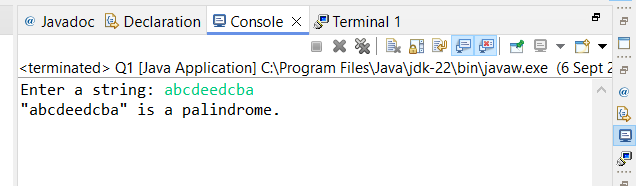 @ Javadoc Declaration Console Terminal 1
<terminated> Q1 [Java Application] C:\Program Files\Java\jdk-22\bin\javaw.exe (6 Sept 2
Enter a string: abcdeedcba
"abcdeedcba" is a palindrome.